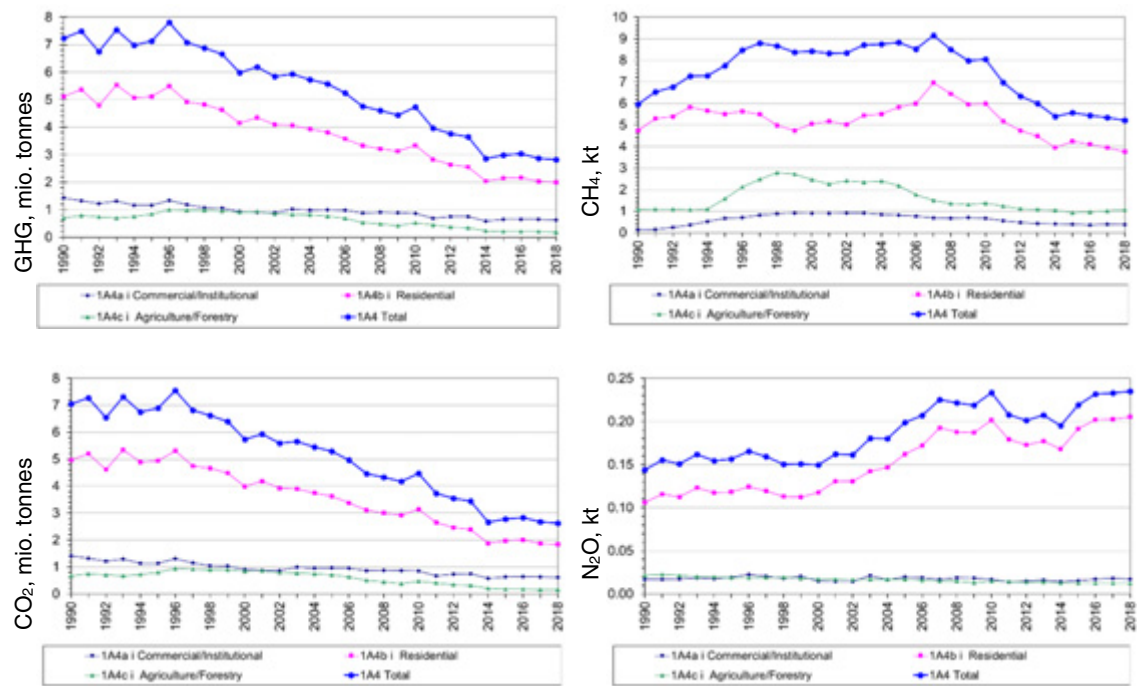 GHG, mio. tonnes
8
7
6
5
4
3
2
1
0
1990 1992 1994 1996 1998 2000 2002 2004 2006 2008 2010 2012 2014 2016 2018
1A4a i Commercial/Institutional 1A4b i Residential
1A4c i Agriculture/Forestry 1A4 Total
CH₄, kt
10
9
8
7
6
5
4
3
2
1
0
1990 1992 1994 1996 1998 2000 2002 2004 2006 2008 2010 2012 2014 2016 2018
1A4a i Commercial/Institutional 1A4b i Residential
1A4c i Agriculture/Forestry 1A4 Total
CO₂, mio. tonnes
8
7
6
5
4
3
2
1
0
1990 1992 1994 1996 1998 2000 2002 2004 2006 2008 2010 2012 2014 2016 2018
1A4a i Commercial/Institutional 1A4b i Residential
1A4c i Agriculture/Forestry 1A4 Total
N₂O, kt
0.25
0.20
0.15
0.10
0.05
0.00
1990 1992 1994 1996 1998 2000 2002 2004 2006 2008 2010 2012 2014 2016 2018
1A4a i Commercial/Institutional 1A4b i Residential
1A4c i Agriculture/Forestry 1A4 Total